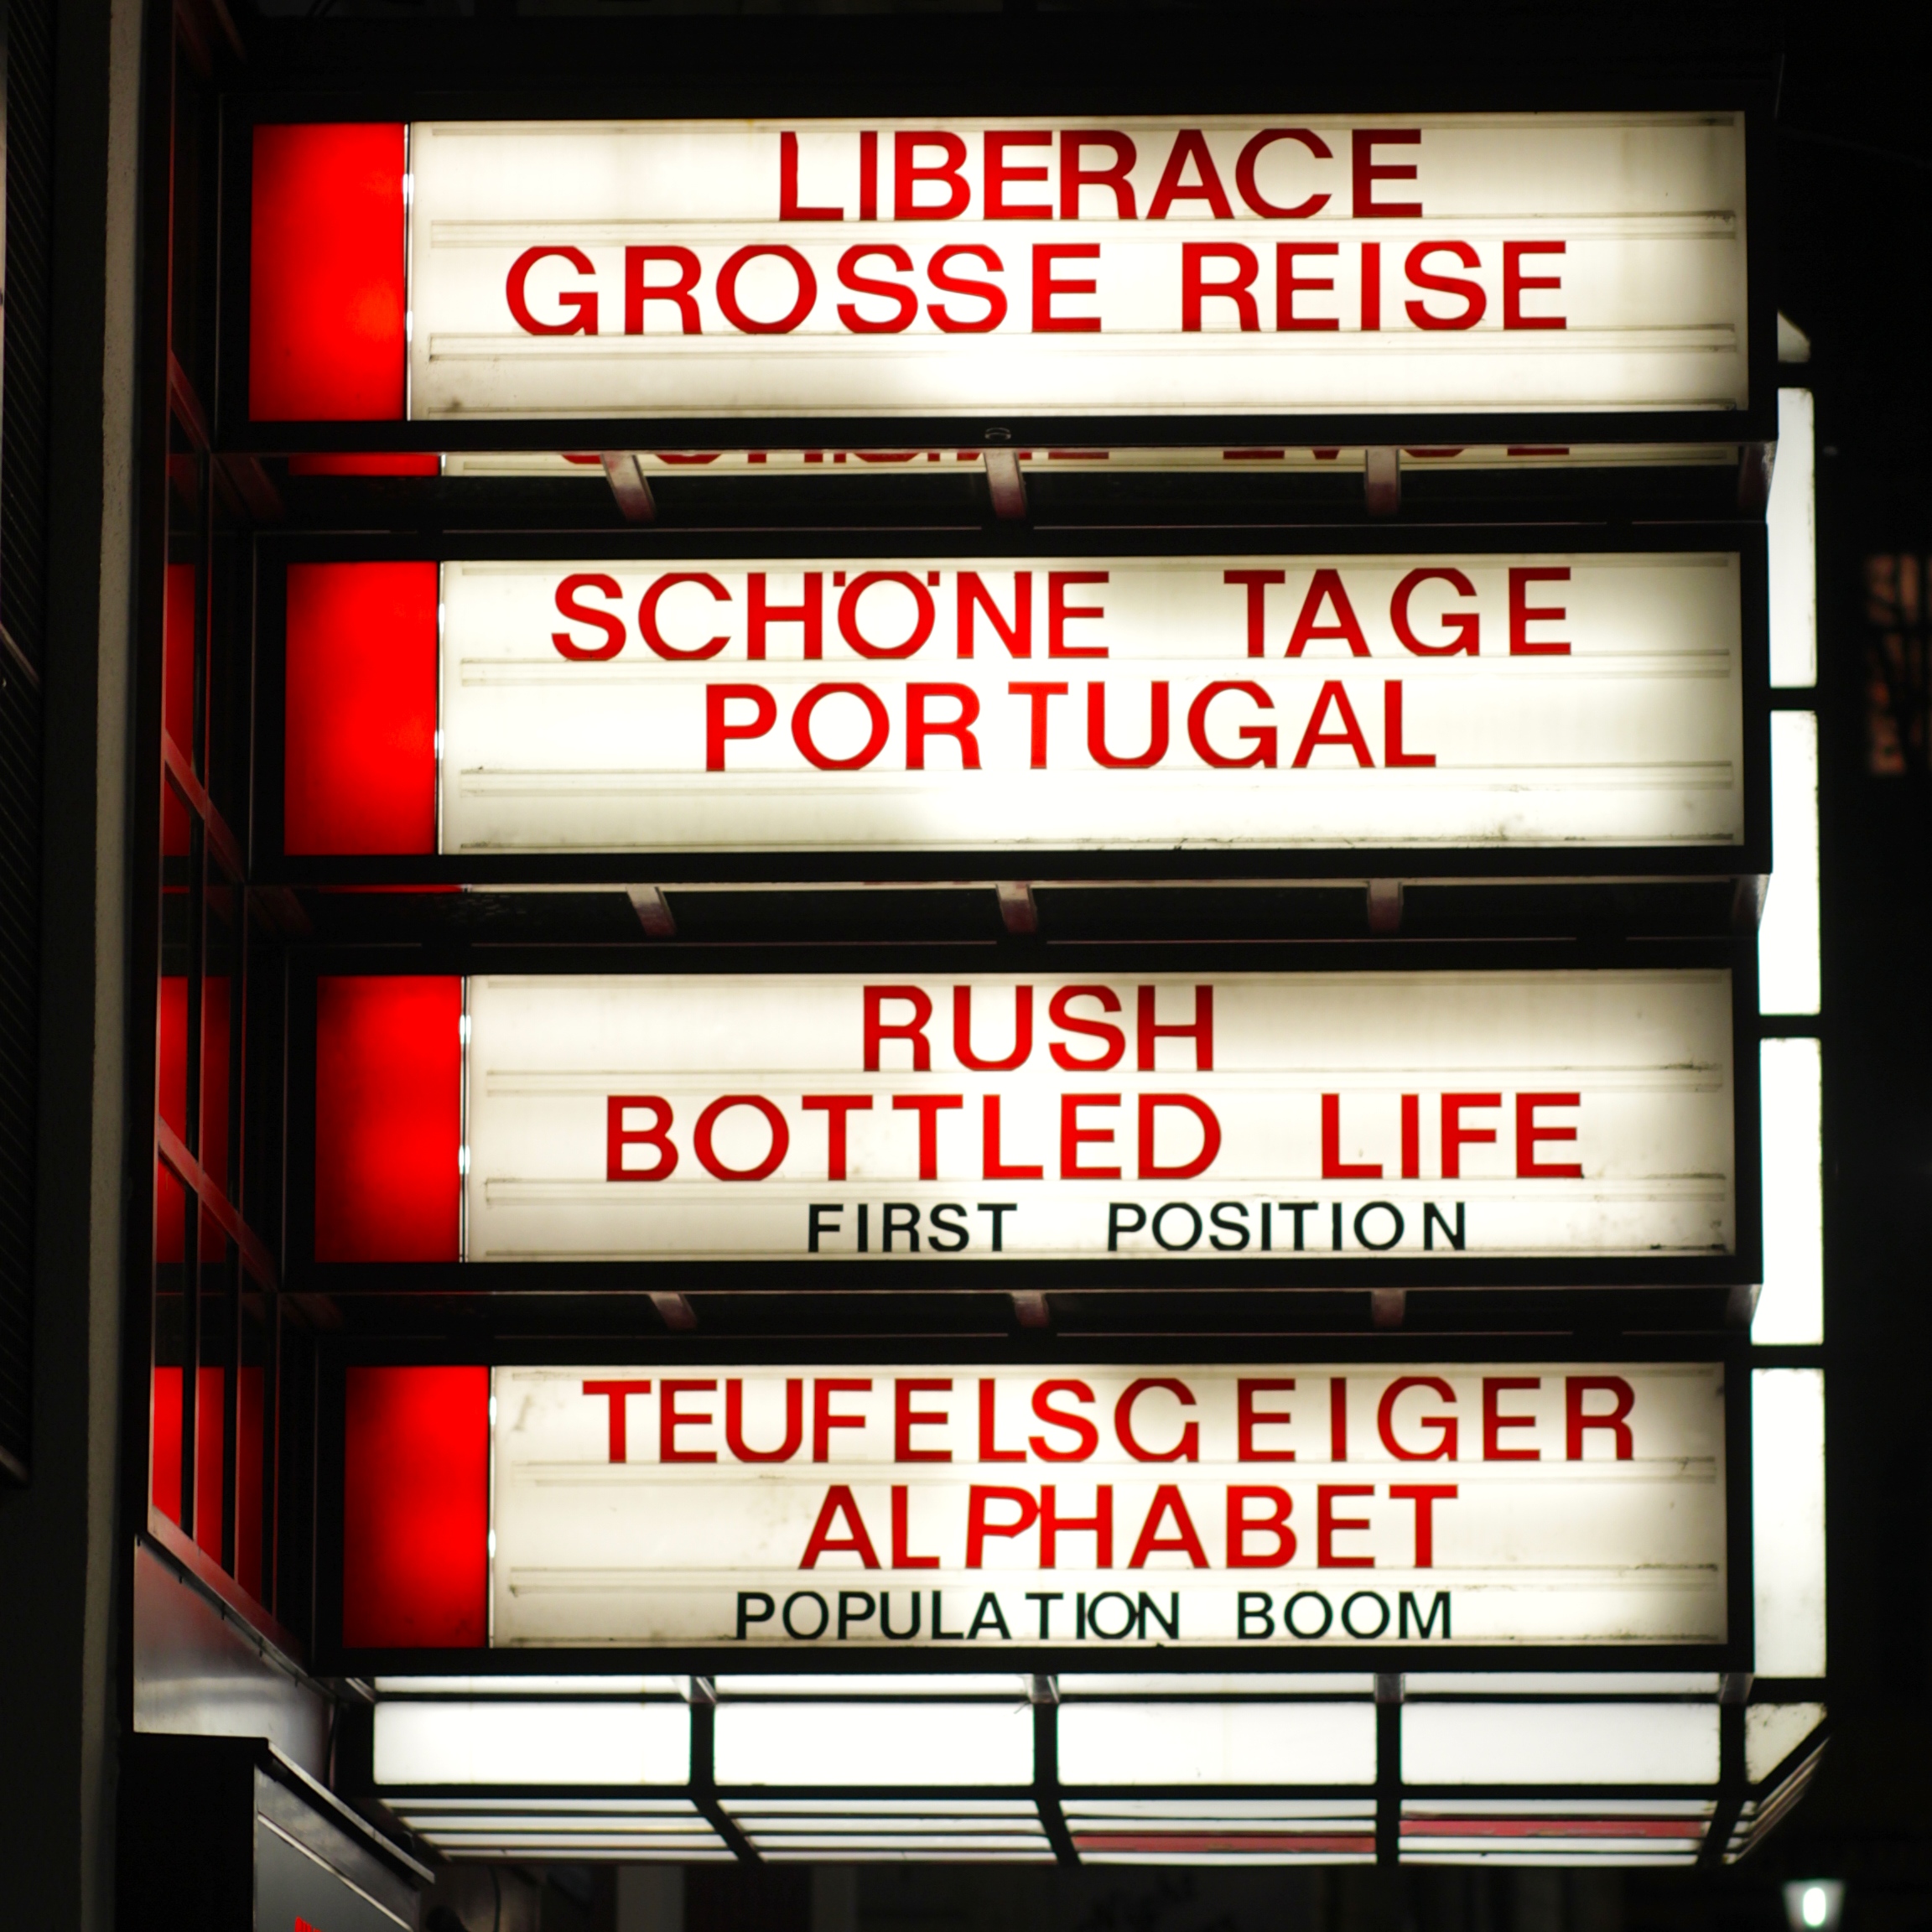 LIBERACE
GROSSE REISE
SCHÖNE TAGE
PORTUGAL
RUSH
BOTTLED LIFE
FIRST POSITION
TEUFELSGEIGER
ALPHABET
POPULATION BOOM